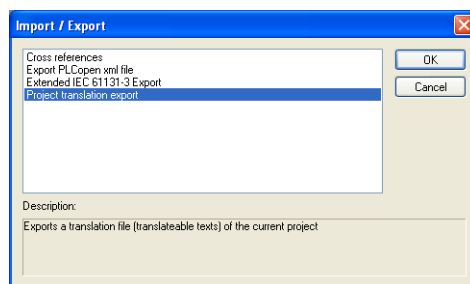 Import / Export
Cross references
Export PLCopen xml file
Extended IEC 61131-3 Export
Project translation export
OK
Cancel
Description:
Exports a translation file (translateable texts) of the current project